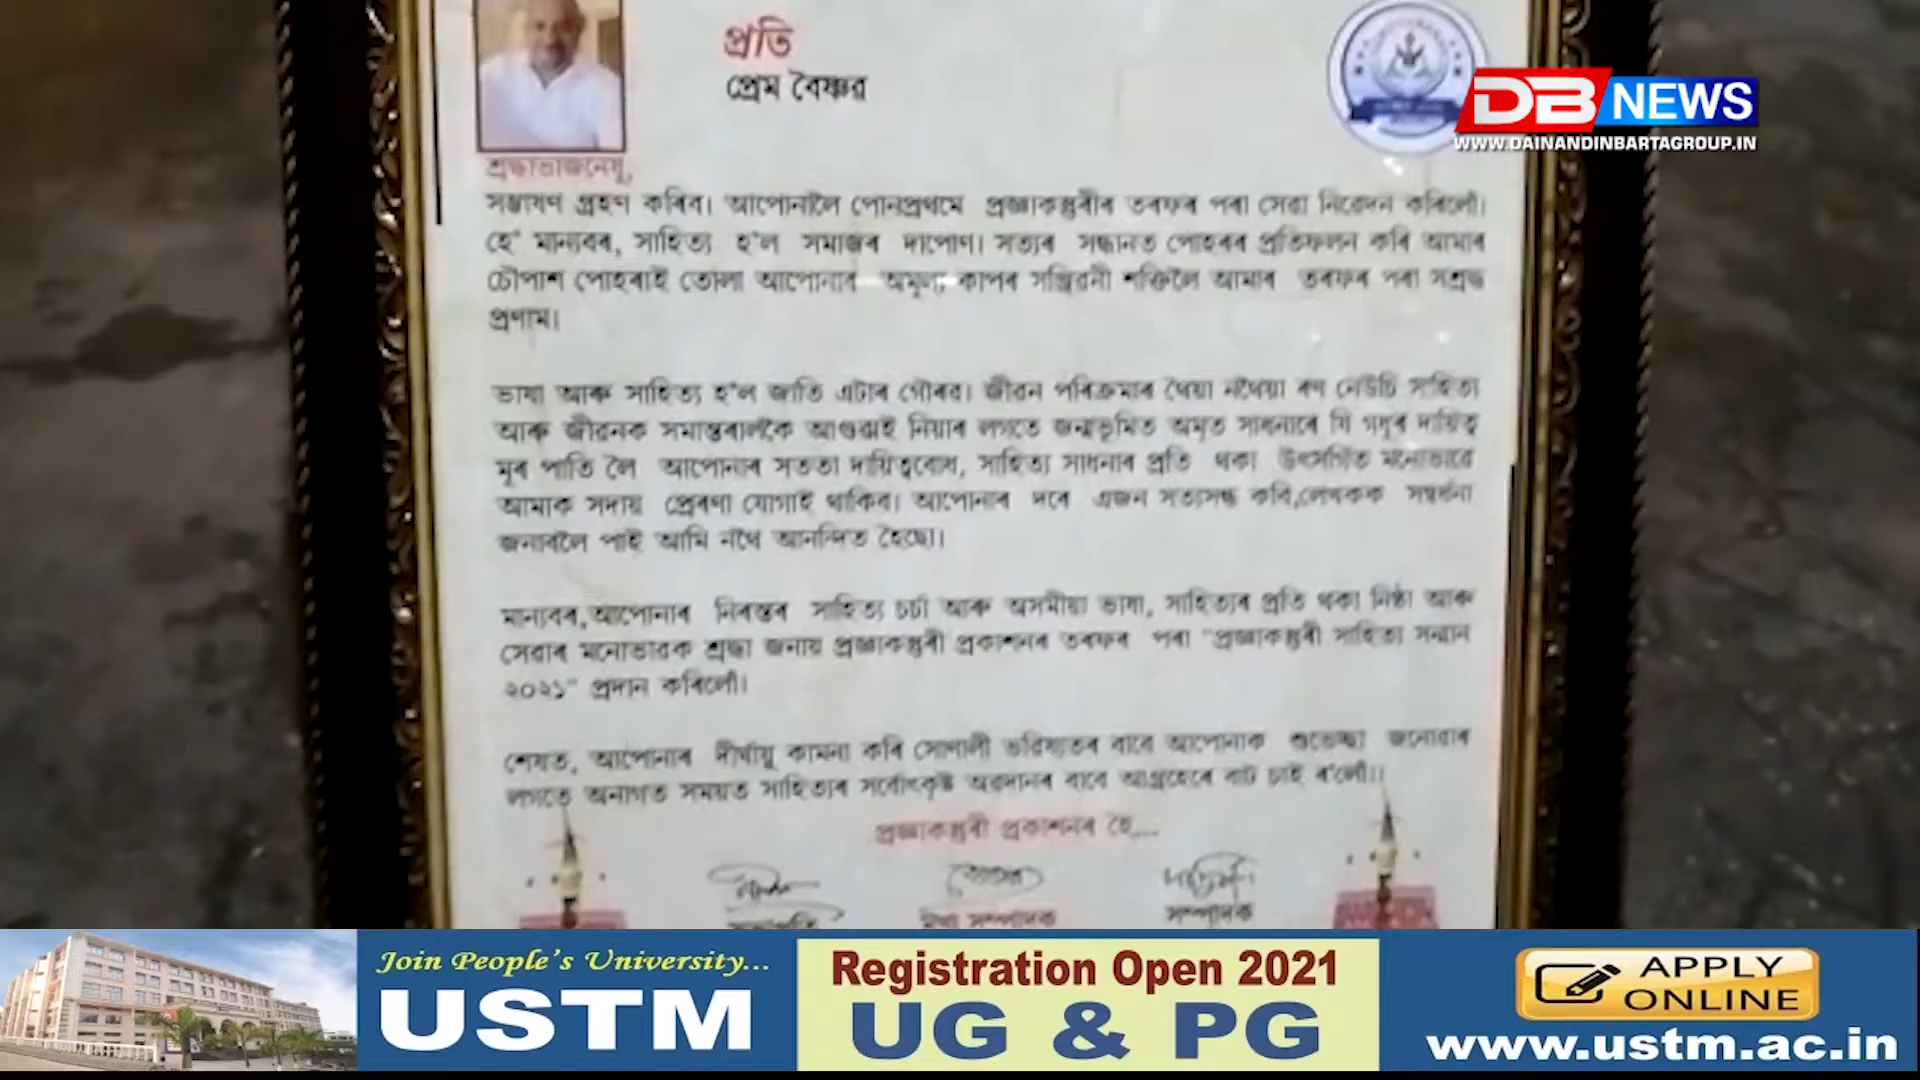 প্ৰতি
প্ৰেম বৈষ্ণৱ
DB NEWS
WWW.DAINANDINBARTAGROUP.IN
শ্ৰদ্ধাভাজনেষু,
সম্ভাষণ গ্ৰহণ কৰিব। আপোনালৈ পোনপ্ৰথমে প্ৰজ্ঞাকস্তুৰীৰ তৰফৰ পৰা সেৱা নিবেদন কৰিলোঁ।
হে' মান্যবৰ, সাহিত্য হ'ল সমাজৰ দাপোণ। সত্যৰ সন্ধানত পোহৰৰ প্ৰতিফলন কৰি আমাৰ
চৌপাশ পোহৰাই তোলা আপোনাৰ অমূল্য কাপৰ সঞ্জিৱনী শক্তিলৈ আমাৰ তৰফৰ পৰা সশ্ৰদ্ধ
প্ৰণাম।
ভাষা আৰু সাহিত্য হ'ল জাতি এটাৰ গৌৰৱ। জীৱন পৰিক্ৰমাৰ থৈয়া নথৈয়া ৰণ নেউচি সাহিত্য
আৰু জীৱনক সমান্তৰালকৈ আগুৱাই নিয়াৰ লগতে জন্মভূমিত অমৃত সাধনাৰে যি গধুৰ দায়িত্ব
মূৰ পাতি লৈ আপোনাৰ সততা দায়িত্ববোধ, সাহিত্য সাধনাৰ প্ৰতি থকা উৎসৰ্গিত মনোভাৱে
আমাক সদায় প্ৰেৰণা যোগাই থাকিব। আপোনাৰ দৰে এজন সত্যসন্ধ কবি,লেখকক সম্বৰ্ধনা
জনাবলৈ পাই আমি নথৈ আনন্দিত হৈছো।
মান্যবৰ,আপোনাৰ নিৰন্তৰ সাহিত্য চৰ্চা আৰু অসমীয়া ভাষা, সাহিত্যৰ প্ৰতি থকা নিষ্ঠা আৰু
সেৱাৰ মনোভাৱক শ্ৰদ্ধা জনায় প্ৰজ্ঞাকস্তুৰী প্ৰকাশনৰ তৰফৰ পৰা "প্ৰজ্ঞাকস্তুৰী সাহিত্য সন্মান
২০২১" প্ৰদান কৰিলোঁ।
শেষত, আপোনাৰ দীৰ্ঘায়ু কামনা কৰি সোণালী ভৱিষ্যতৰ বাবে আপোনাক শুভেচ্ছা জনোৱাৰ
লগতে অনাগত সময়ত সাহিত্যৰ সৰ্বোৎকৃষ্ট অৱদানৰ বাবে আগ্ৰহেৰে বাট চাই ৰ'লোঁ।।
প্ৰজ্ঞাকস্তুৰী প্ৰকাশনৰ হৈ...
মুখ্য সম্পাদক সম্পাদক
Join People's University...
USTM
Registration Open 2021
UG & PG
APPLY
ONLINE
www.ustm.ac.in